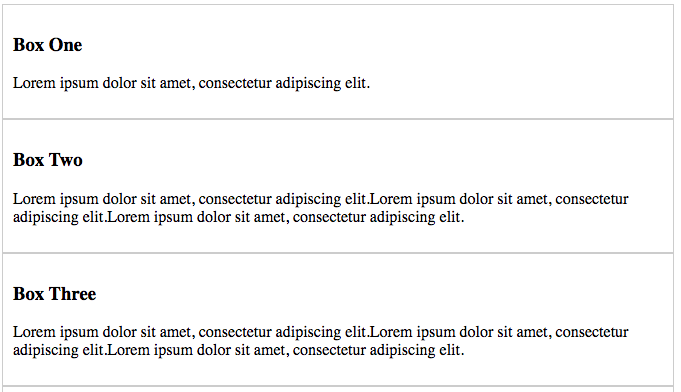 Box One
Lorem ipsum dolor sit amet, consectetur adipiscing elit.
Box Two
Lorem ipsum dolor sit amet, consectetur adipiscing elit.Lorem ipsum dolor sit amet, consectetur
adipiscing elit.Lorem ipsum dolor sit amet, consectetur adipiscing elit.
Box Three
Lorem ipsum dolor sit amet, consectetur adipiscing elit.Lorem ipsum dolor sit amet, consectetur
adipiscing elit.Lorem ipsum dolor sit amet, consectetur adipiscing elit.